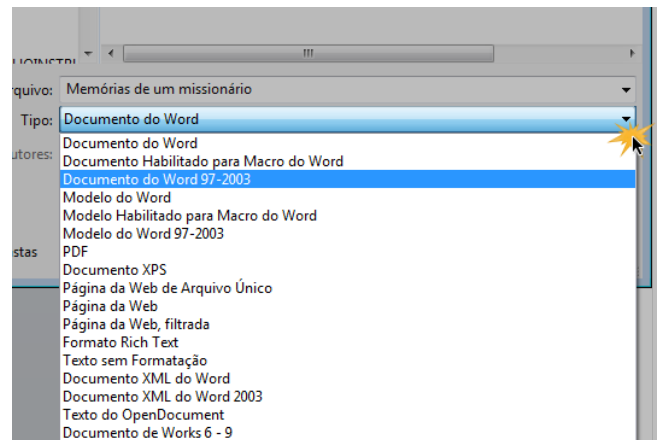 rquivo: Memórias de um missionário
Tipo: Documento do Word
utores:
Documento do Word
Documento Habilitado para Macro do Word
Documento do Word 97-2003
Modelo do Word
Modelo Habilitado para Macro do Word
Modelo do Word 97-2003
stas
PDF
Documento XPS
Página da Web de Arquivo Único
Página da Web
Página da Web, filtrada
Formato Rich Text
Texto sem Formatação
Documento XML do Word
Documento XML do Word 2003
Texto do OpenDocument
Documento de Works 6 - 9